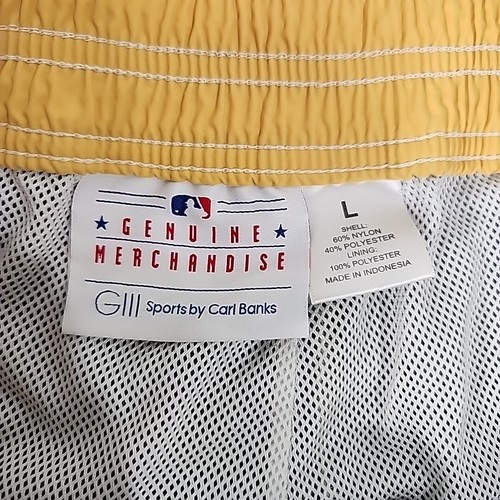 GENUINE
MERCHANDISE
GIII Sports by Carl Banks
L
SHELL:
60% NYLON
40% POLYESTER
LINING:
100% POLYESTER
MADE IN INDONESIA